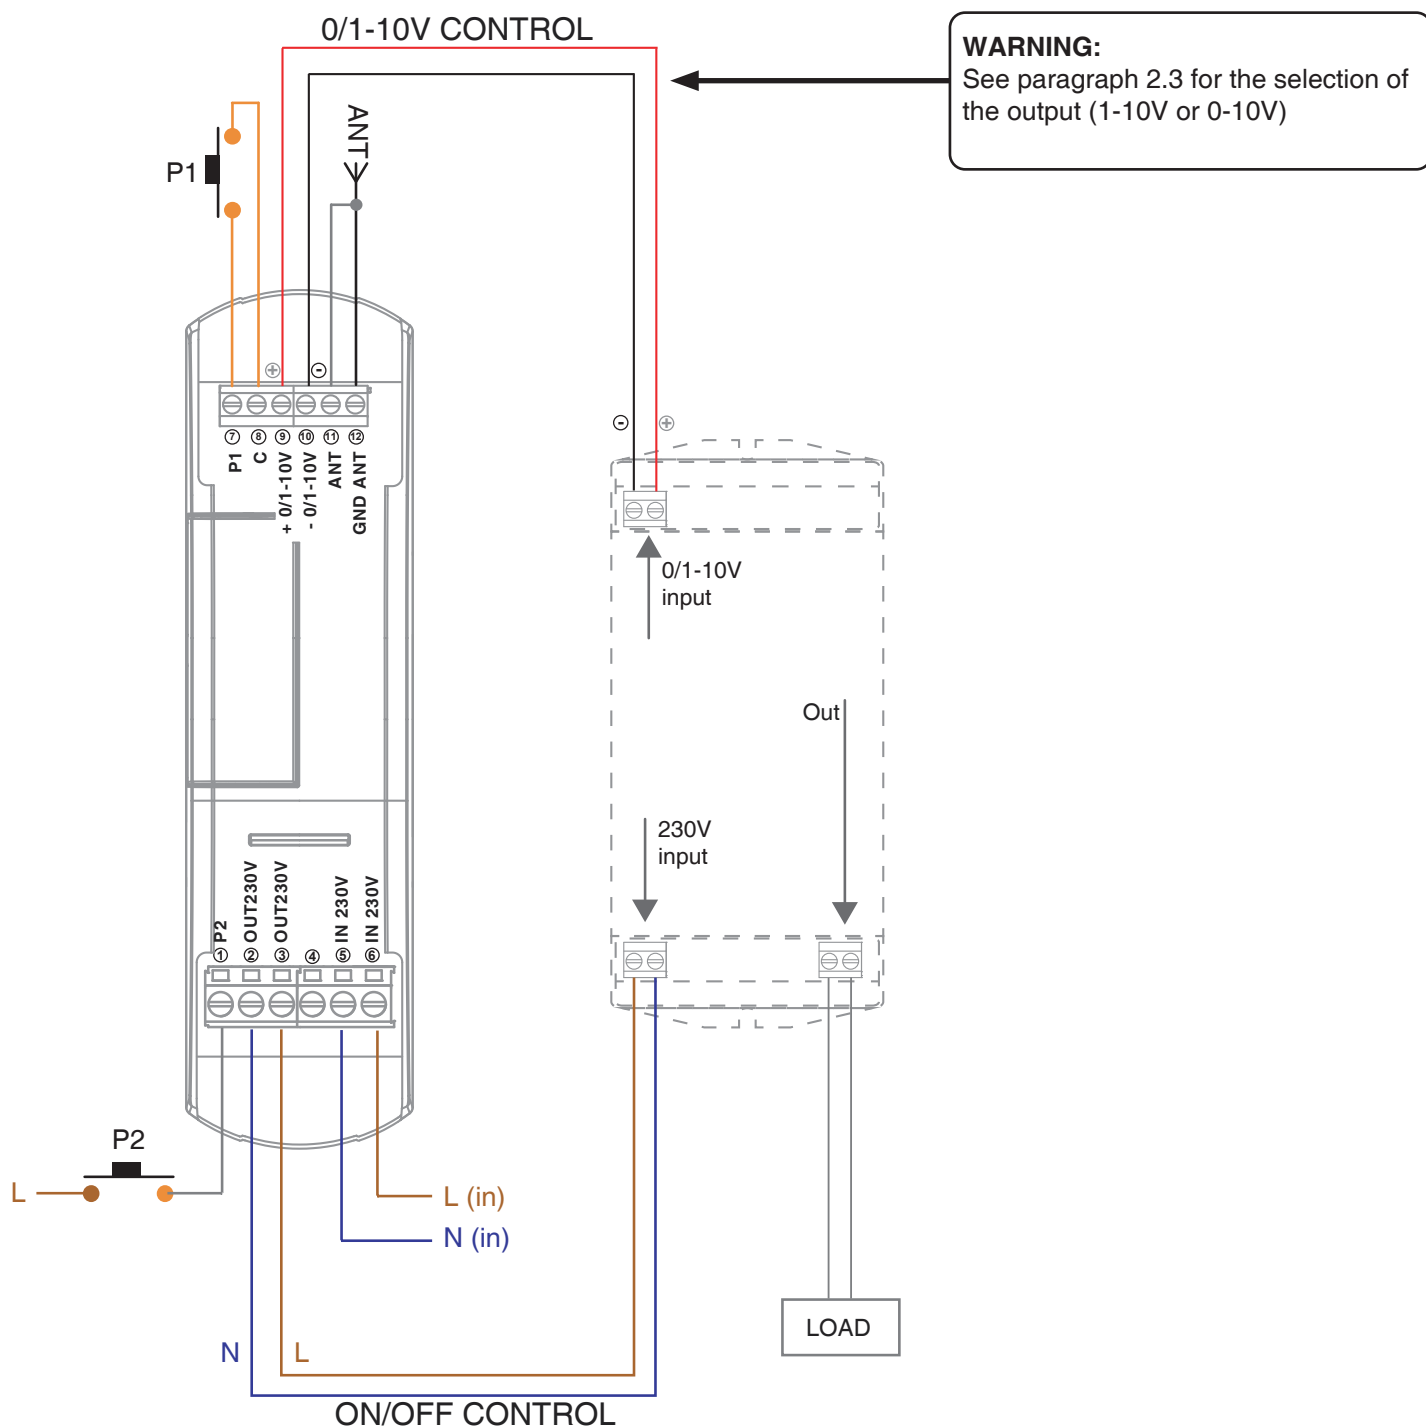 0/1-10V CONTROL
WARNING:
See paragraph 2.3 for the selection of
the output (1-10V or 0-10V)
ANT
P1
+ -
- +
7 8 9 10 11 12
P1
C
+ 0/1-10V
- 0/1-10V
ANT
GND ANT
0/1-10V
input
Out
230V
input
P2
OUT230V
OUT230V
IN 230V
IN 230V
1 2 3 4 5 6
P2
L
L (in)
N (in)
LOAD
N
L
ON/OFF CONTROL